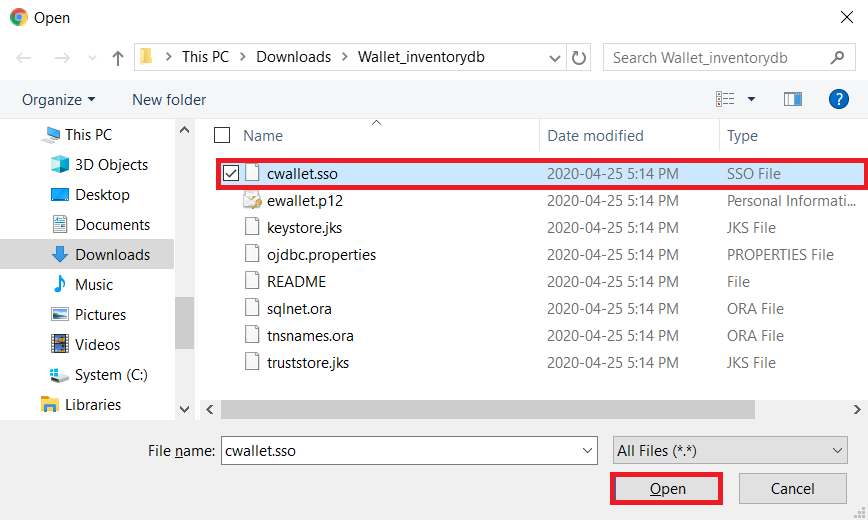 Open
This PC > Downloads > Wallet_inventorydb
Search Wallet_inventorydb
Organize New folder ?
This PC
3D Objects
Desktop
Documents
Downloads
Music
Pictures
Videos
System (C:)
Libraries
Name Date modified Type
cwallet.sso 2020-04-25 5:14 PM SSO File
ewallet.p12 2020-04-25 5:14 PM Personal Informati...
keystore.jks 2020-04-25 5:14 PM JKS File
ojdbc.properties 2020-04-25 5:14 PM PROPERTIES File
README 2020-04-25 5:14 PM File
sqlnet.ora 2020-04-25 5:14 PM ORA File
tnsnames.ora 2020-04-25 5:14 PM ORA File
truststore.jks 2020-04-25 5:14 PM JKS File
File name: cwallet.sso All Files (*.*)
Open Cancel